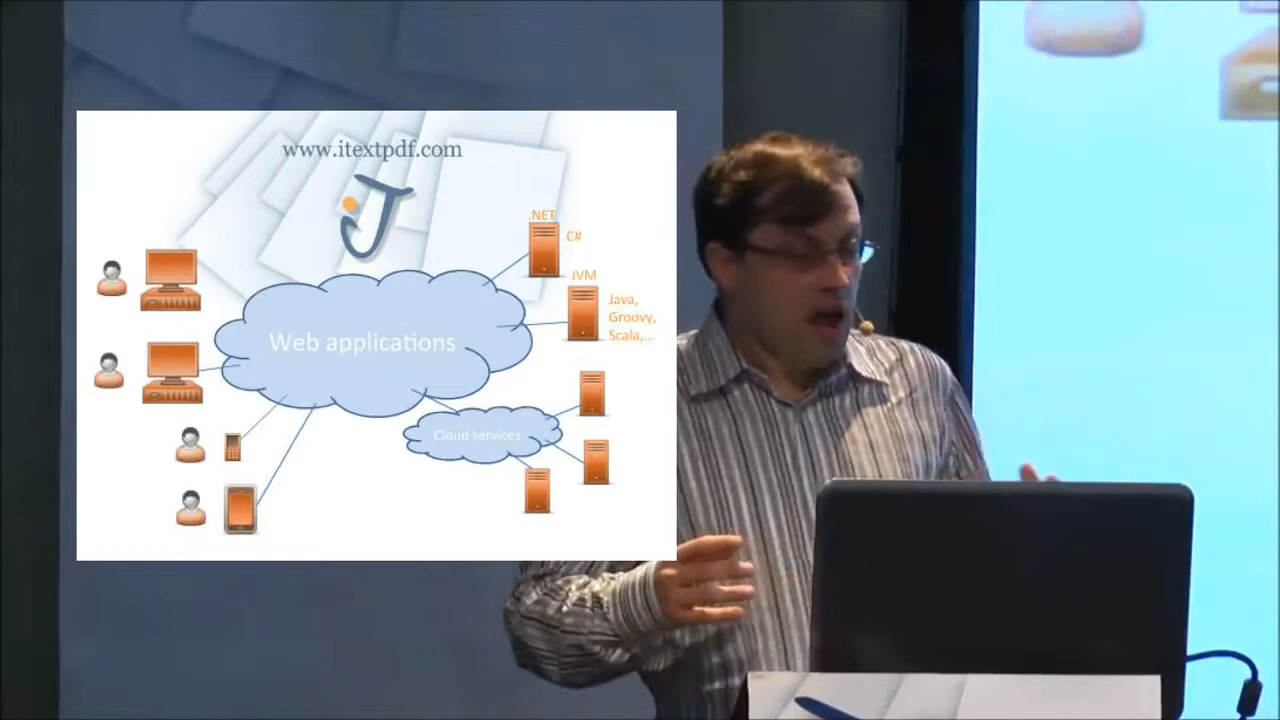 www.itextpdf.com
.NET
C#
JVM
Java,
Groovy,
Scala,...
Web applications
Cloud services